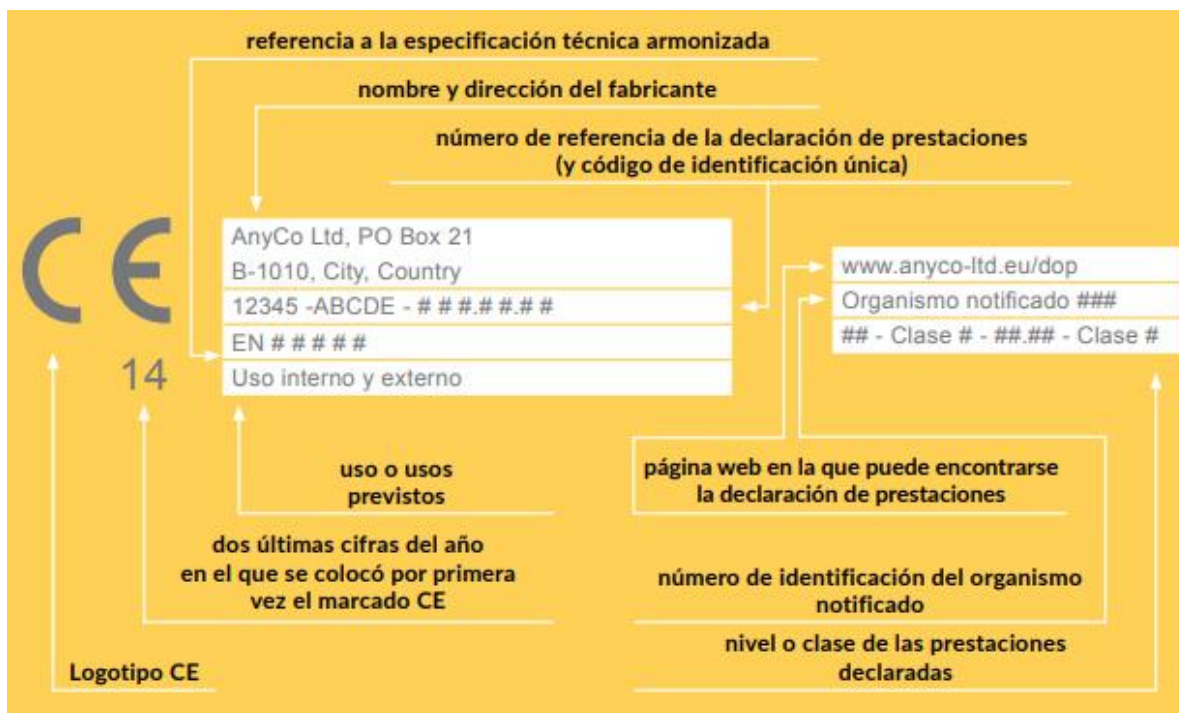 referencia a la especificación técnica armonizada
nombre y dirección del fabricante
número de referencia de la declaración de prestaciones
(y código de identificación única)
CE
14
AnyCo Ltd, PO Box 21
B-1010, City, Country
12345 -ABCDE - # # #.# #.# #
EN # # # # #
Uso interno y externo
www.anyco-ltd.eu/dop
Organismo notificado ###
## - Clase # - ##.## - Clase #
uso o usos
previstos
página web en la que puede encontrarse
la declaración de prestaciones
dos últimas cifras del año
en el que se colocó por primera
vez el marcado CE
número de identificación del organismo
notificado
nivel o clase de las prestaciones
declaradas
Logotipo CE